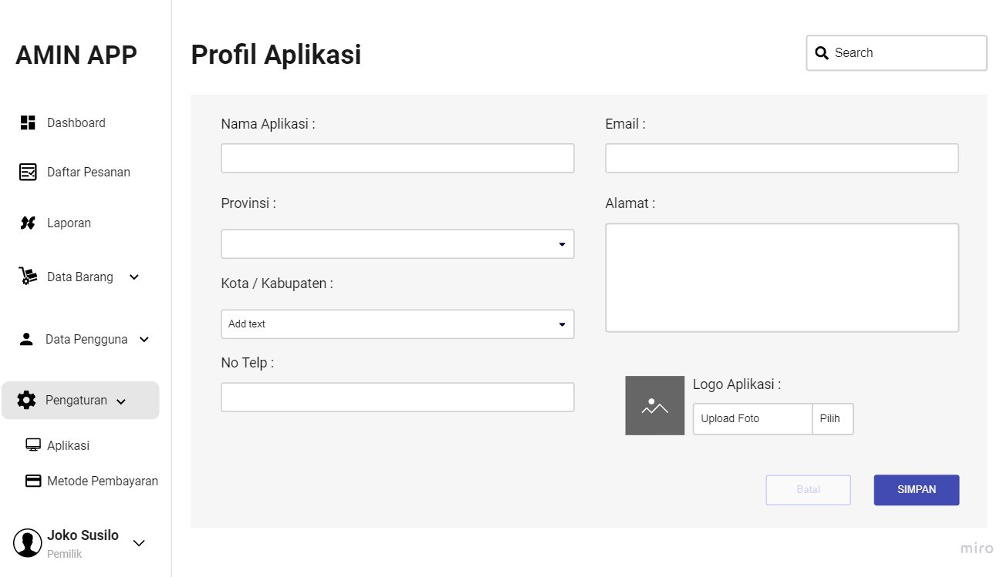 AMIN APP
Dashboard
Daftar Pesanan
Laporan
Data Barang
Data Pengguna
Pengaturan
Aplikasi
Metode Pembayaran
Joko Susilo
Pemilik
Profil Aplikasi
Search
Nama Aplikasi :
Provinsi :
Kota / Kabupaten :
Add text
No Telp :
Email :
Alamat :
Logo Aplikasi :
Upload Foto
Pilih
Batal
SIMPAN
miro